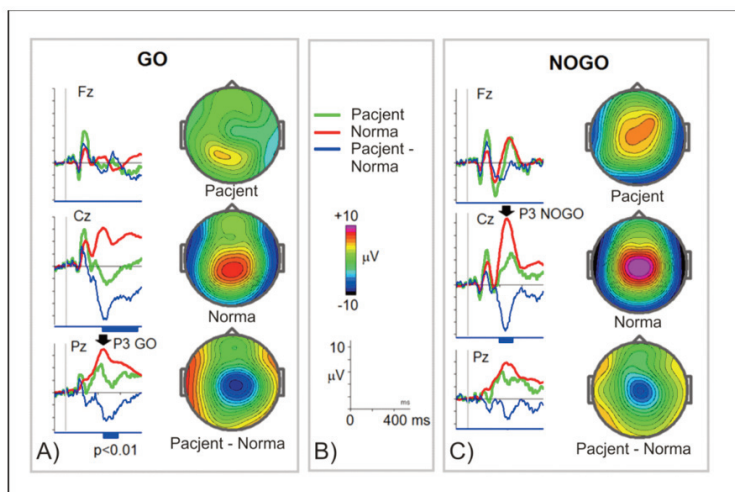 GO
Fz
Pacjent
Cz
Norma
Pz
P3 GO
Pacjent - Norma
A)
p<0.01
Pacjent
Norma
Pacjent -
Norma
+10
μV
-10
10
μV
ms
0
400 ms
B)
NOGO
Fz
Pacjent
Cz
P3 NOGO
Norma
Pz
Pacjent - Norma
C)